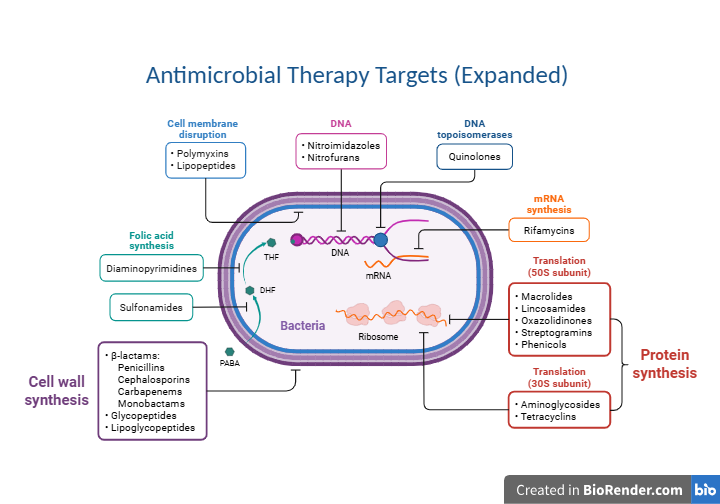 Antimicrobial Therapy Targets (Expanded)
Cell membrane
disruption
• Polymyxins
• Lipopeptides
DNA
• Nitroimidazoles
• Nitrofurans
DNA
topoisomerases
Quinolones
mRNA
synthesis
Rifamycins
Folic acid
synthesis
Diaminopyrimidines
Sulfonamides
THF
DHF
PABA
DNA
mRNA
Bacteria
Ribosome
Translation
(50S subunit)
• Macrolides
• Lincosamides
• Oxazolidinones
• Streptogramins
• Phenicols
Translation
(30S subunit)
• Aminoglycosides
• Tetracyclins
Protein
synthesis
Cell wall
synthesis
• β-lactams:
Penicillins
Cephalosporins
Carbapenems
Monobactams
• Glycopeptides
• Lipoglycopeptides
Created in BioRender.com bio